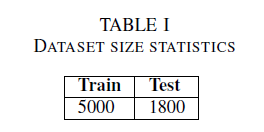 TABLE I
DATASET SIZE STATISTICS
Train Test
5000 1800